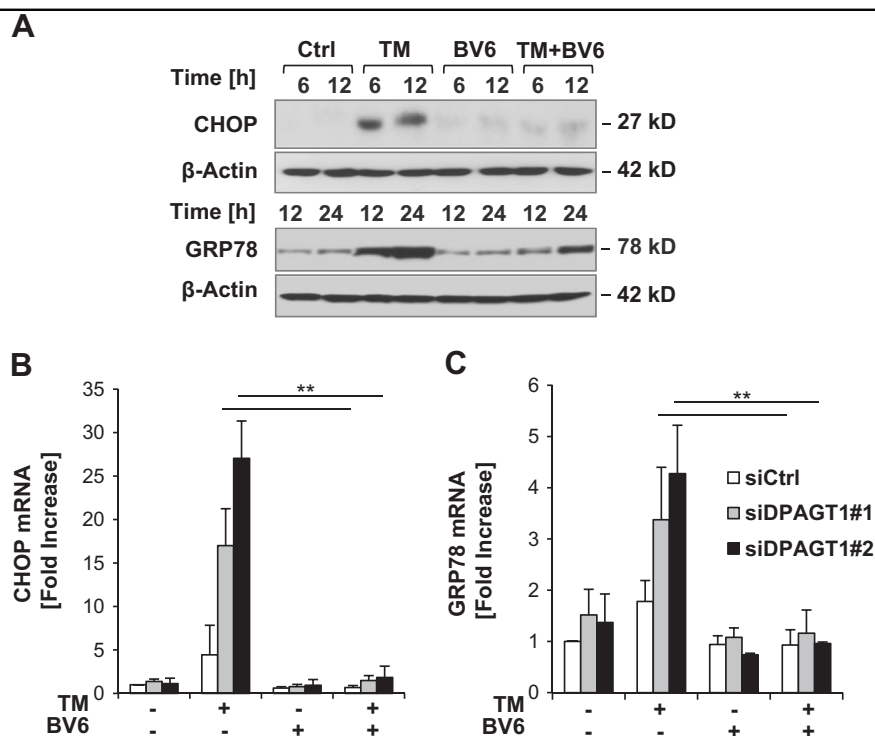 A
Ctrl TM BV6 TM+BV6
Time [h] 6 12 6 12 6 12 6 12
CHOP – 27 kD
β-Actin – 42 kD
Time [h] 12 24 12 24 12 24 12 24
GRP78 – 78 kD
β-Actin – 42 kD
B
CHOP mRNA
[Fold Increase]
35
30
25
20
15
10
5
0
**
TM - + - +
BV6 - - + +
C
GRP78 mRNA
[Fold Increase]
6
5
4
3
2
1
0
**
siCtrl
siDPAGT1#1
siDPAGT1#2
- + - +
- - + +